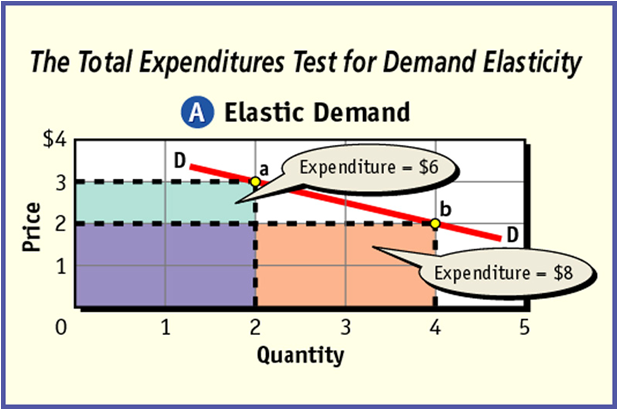 The Total Expenditures Test for Demand Elasticity
A Elastic Demand
$4
D
a
Expenditure = $6
3
b
2
D
Price
1
Expenditure = $8
0 1 2 3 4 5
Quantity